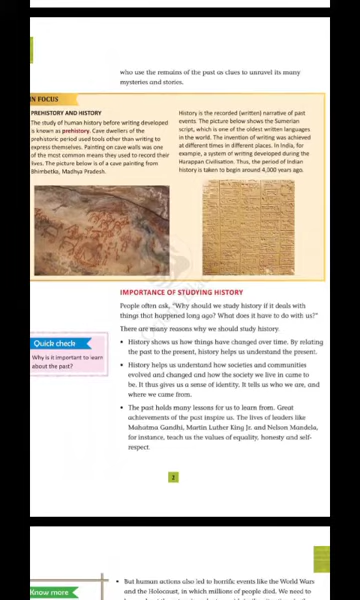 who use the remains of the past as clues to unravel its many
mysteries and stories.
IN FOCUS
PREHISTORY AND HISTORY
The study of human history before writing developed
is known as prehistory. Cave dwellers of the
prehistoric period used tools other than writing to
express themselves. Painting on cave walls was one
of the most common means they used to record their
lives. The picture below is of a cave painting from
Bhimbetka, Madhya Pradesh.
History is the recorded (written) narrative of past
events. The picture below shows the Sumerian
script, which is one of the oldest written languages
in the world. The invention of writing was achieved
at different times in different places. In India, for
example, a system of writing developed during the
Harappan Civilisation. Thus, the period of Indian
history is taken to begin around 4,000 years ago.
IMPORTANCE OF STUDYING HISTORY
People often ask, "Why should we study history if it deals with
things that happened long ago? What does it have to do with us?"
There are many reasons why we should study history.
• History shows us how things have changed over time. By relating
the past to the present, history helps us understand the present.
Quick check
Why is it important to learn
about the past?
• History helps us understand how societies and communities
evolved and changed and how the society we live in came to
be. It thus gives us a sense of identity. It tells us who we are, and
where we came from.
• The past holds many lessons for us to learn from. Great
achievements of the past inspire us. The lives of leaders like
Mahatma Gandhi, Martin Luther King Jr. and Nelson Mandela,
for instance, teach us the values of equality, honesty and self-
respect.
• But human actions also led to horrific events like the World Wars
and the Holocaust, in which millions of people died. We need to
Know more